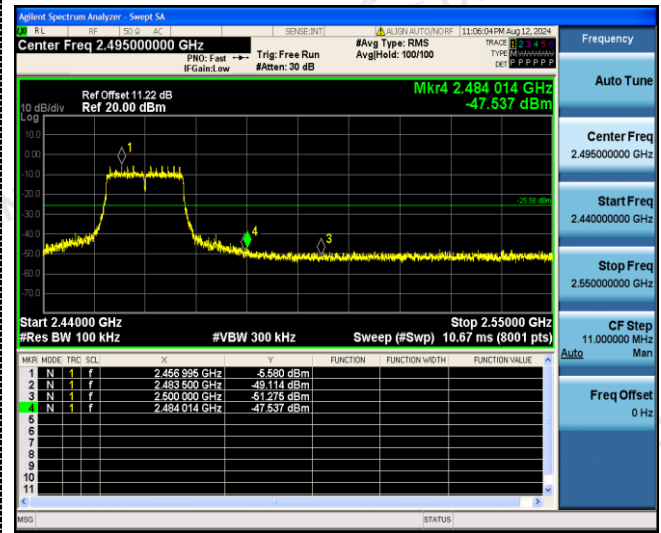 Agilent Spectrum Analyzer - Swept SA
RL RF 50 Ω AC SENSE:INT ALIGN AUTO/NO RF 11:06:04 PM Aug 12, 2024
Center Freq 2.495000000 GHz
PNO: Fast Trig: Free Run
IFGain:Low #Atten: 30 dB
#Avg Type: RMS
Avg|Hold: 100/100
TRACE 1 2 3 4 5 6
TYPE M
DET P P P P P P
Frequency
Auto Tune
Center Freq
2.495000000 GHz
Start Freq
2.440000000 GHz
Stop Freq
2.550000000 GHz
CF Step
11.000000 MHz
Auto Man
Freq Offset
0 Hz
Mkr4 2.484 014 GHz
-47.537 dBm
Ref Offset 11.22 dB
10 dB/div Ref 20.00 dBm
Log
10.0
0.00
-10.0
-20.0
-30.0
-40.0
-50.0
-60.0
-70.0
1
4
3
-25.58 dBm
Start 2.44000 GHz Stop 2.55000 GHz
#Res BW 100 kHz #VBW 300 kHz Sweep (#Swp) 10.67 ms (8001 pts)
MKR MODE TRC SCL X Y FUNCTION FUNCTION WIDTH FUNCTION VALUE
1 N 1 f 2.456 995 GHz -5.580 dBm
2 N 1 f 2.483 500 GHz -49.114 dBm
3 N 1 f 2.500 000 GHz -51.275 dBm
4 N 1 f 2.484 014 GHz -47.537 dBm
5
6
7
8
9
10
11
MSG STATUS